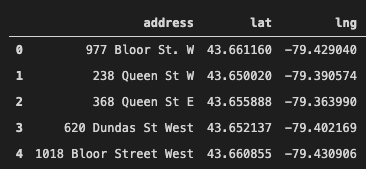 address lat lng
0 977 Bloor St. W 43.661160 -79.429040
1 238 Queen St W 43.650020 -79.390574
2 368 Queen St E 43.655888 -79.363990
3 620 Dundas St West 43.652137 -79.402169
4 1018 Bloor Street West 43.660855 -79.430906